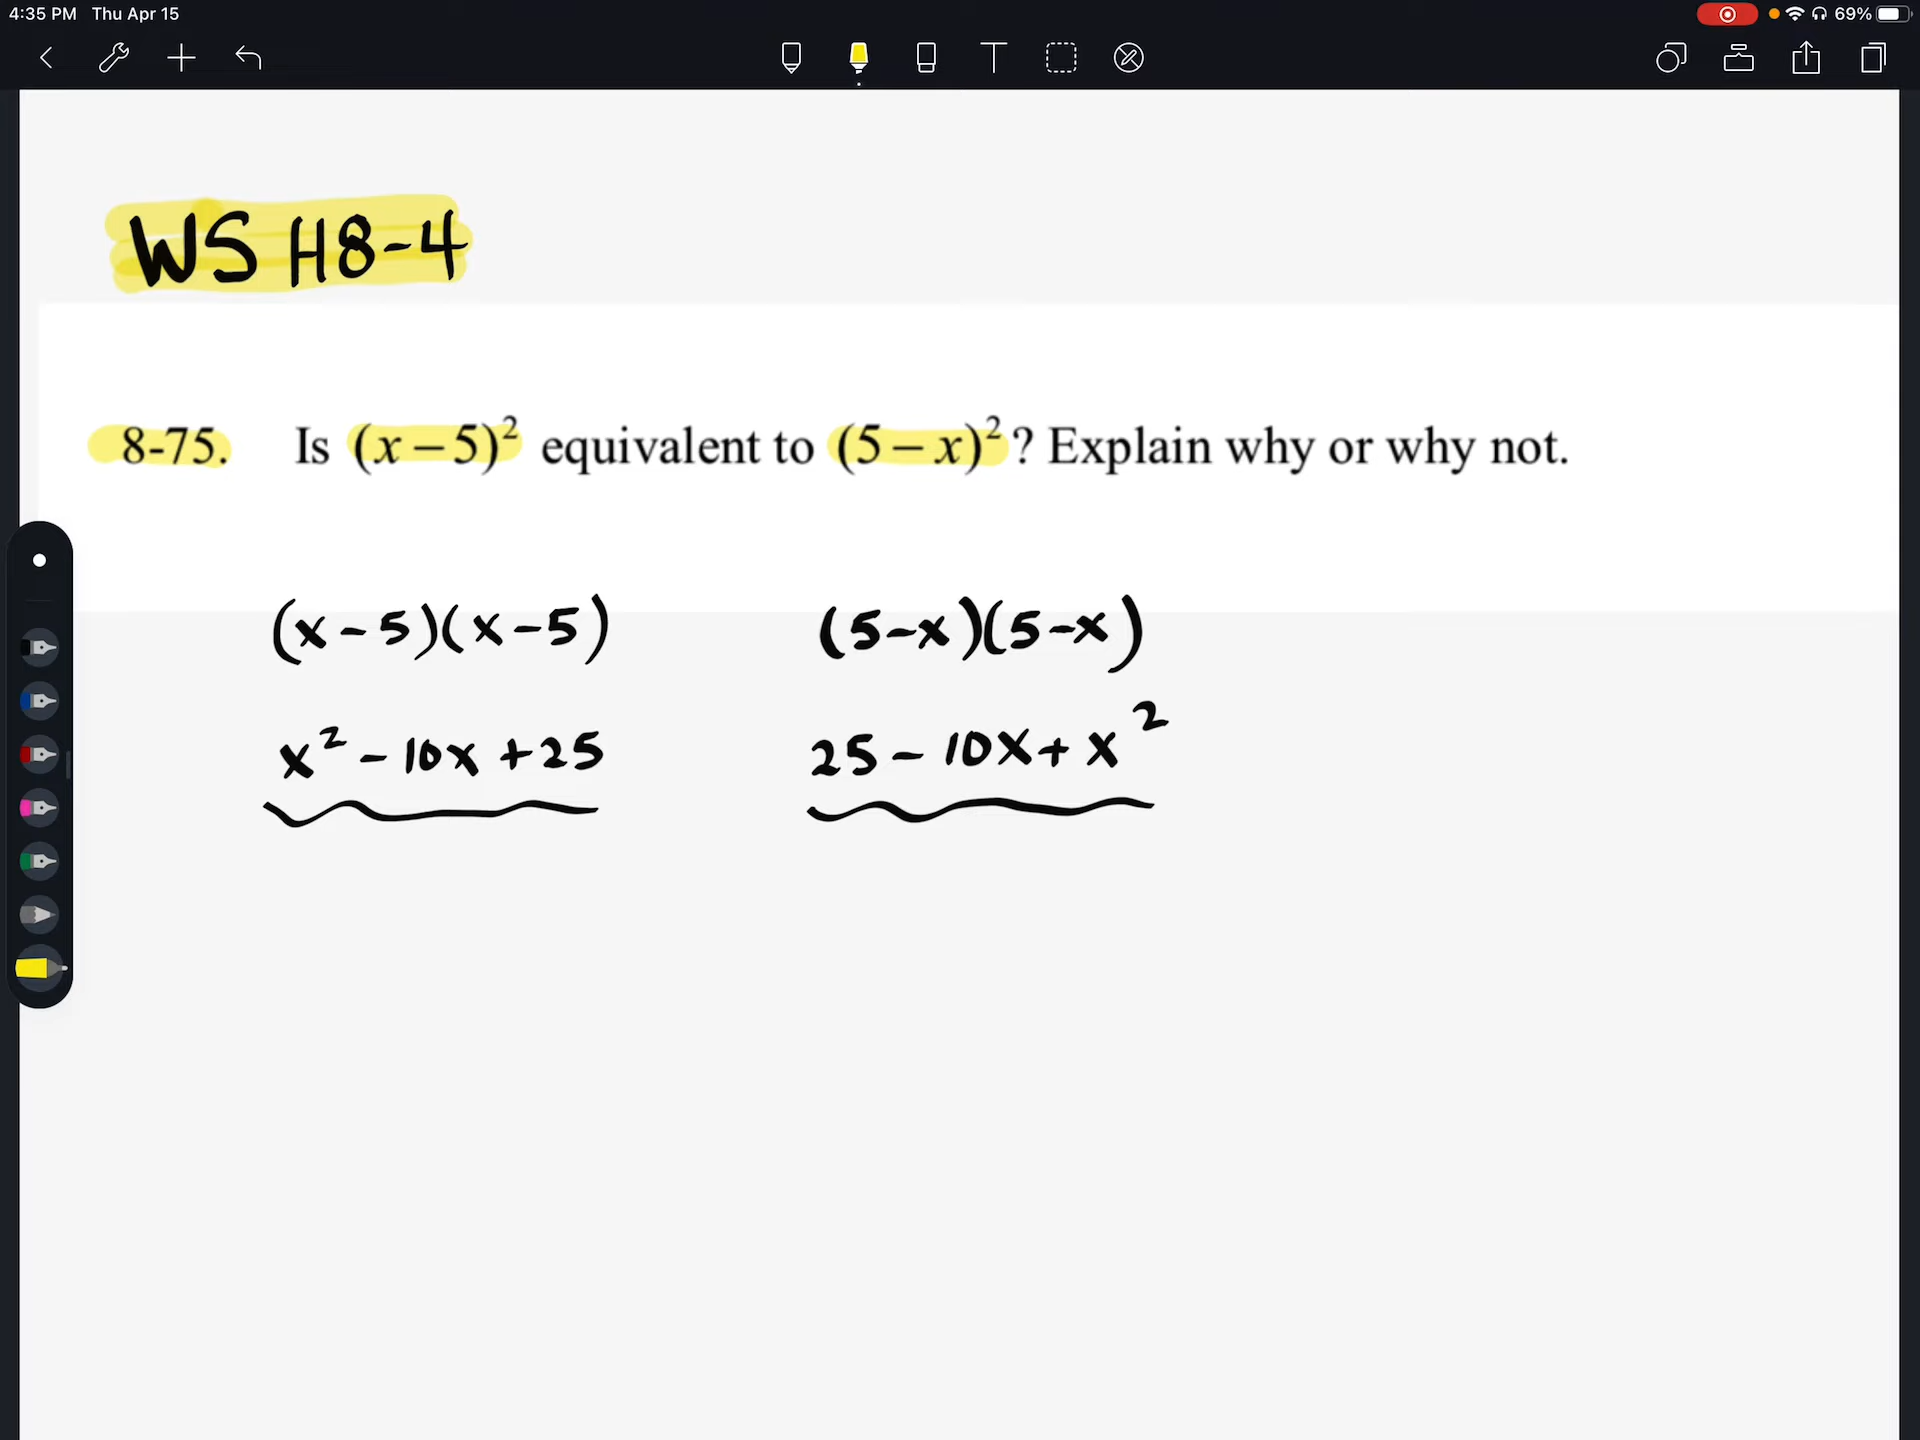 4:35 PM Thu Apr 15 69%
T
WS H8-4
8-75. Is (x – 5)² equivalent to (5 – x)² ? Explain why or why not.
(x - 5)(x - 5) (5 - x)(5 - x)
x² - 10x + 25 25 - 10x + x²